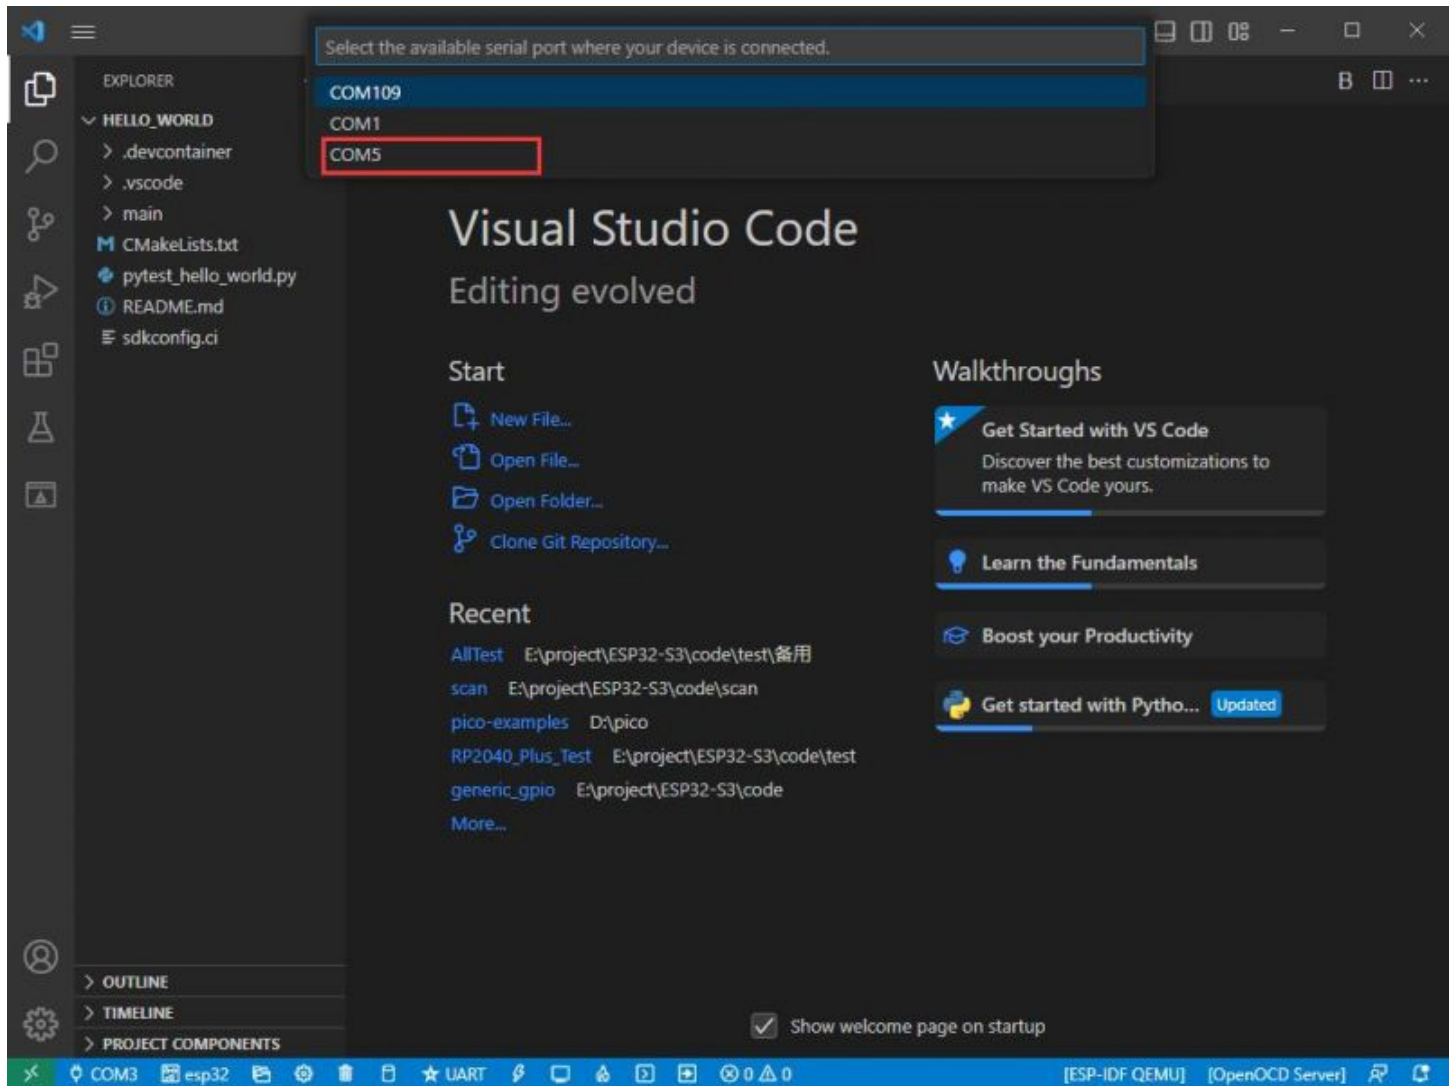 Select the available serial port where your device is connected.
COM109
COM1
COM5
EXPLORER
HELLO_WORLD
.devcontainer
.vscode
main
CMakeLists.txt
pytest_hello_world.py
README.md
sdkconfig.ci
Visual Studio Code
Editing evolved
Start
New File...
Open File...
Open Folder...
Clone Git Repository...
Recent
AllTest E:\project\ESP32-S3\code\test\备用
scan E:\project\ESP32-S3\code\scan
pico-examples D:\pico
RP2040_Plus_Test E:\project\ESP32-S3\code\test
generic_gpio E:\project\ESP32-S3\code
More...
Walkthroughs
Get Started with VS Code
Discover the best customizations to
make VS Code yours.
Learn the Fundamentals
Boost your Productivity
Get started with Pytho... Updated
Show welcome page on startup
OUTLINE
TIMELINE
PROJECT COMPONENTS
COM3 esp32 UART 0 0 [ESP-IDF QEMU] [OpenOCD Server]